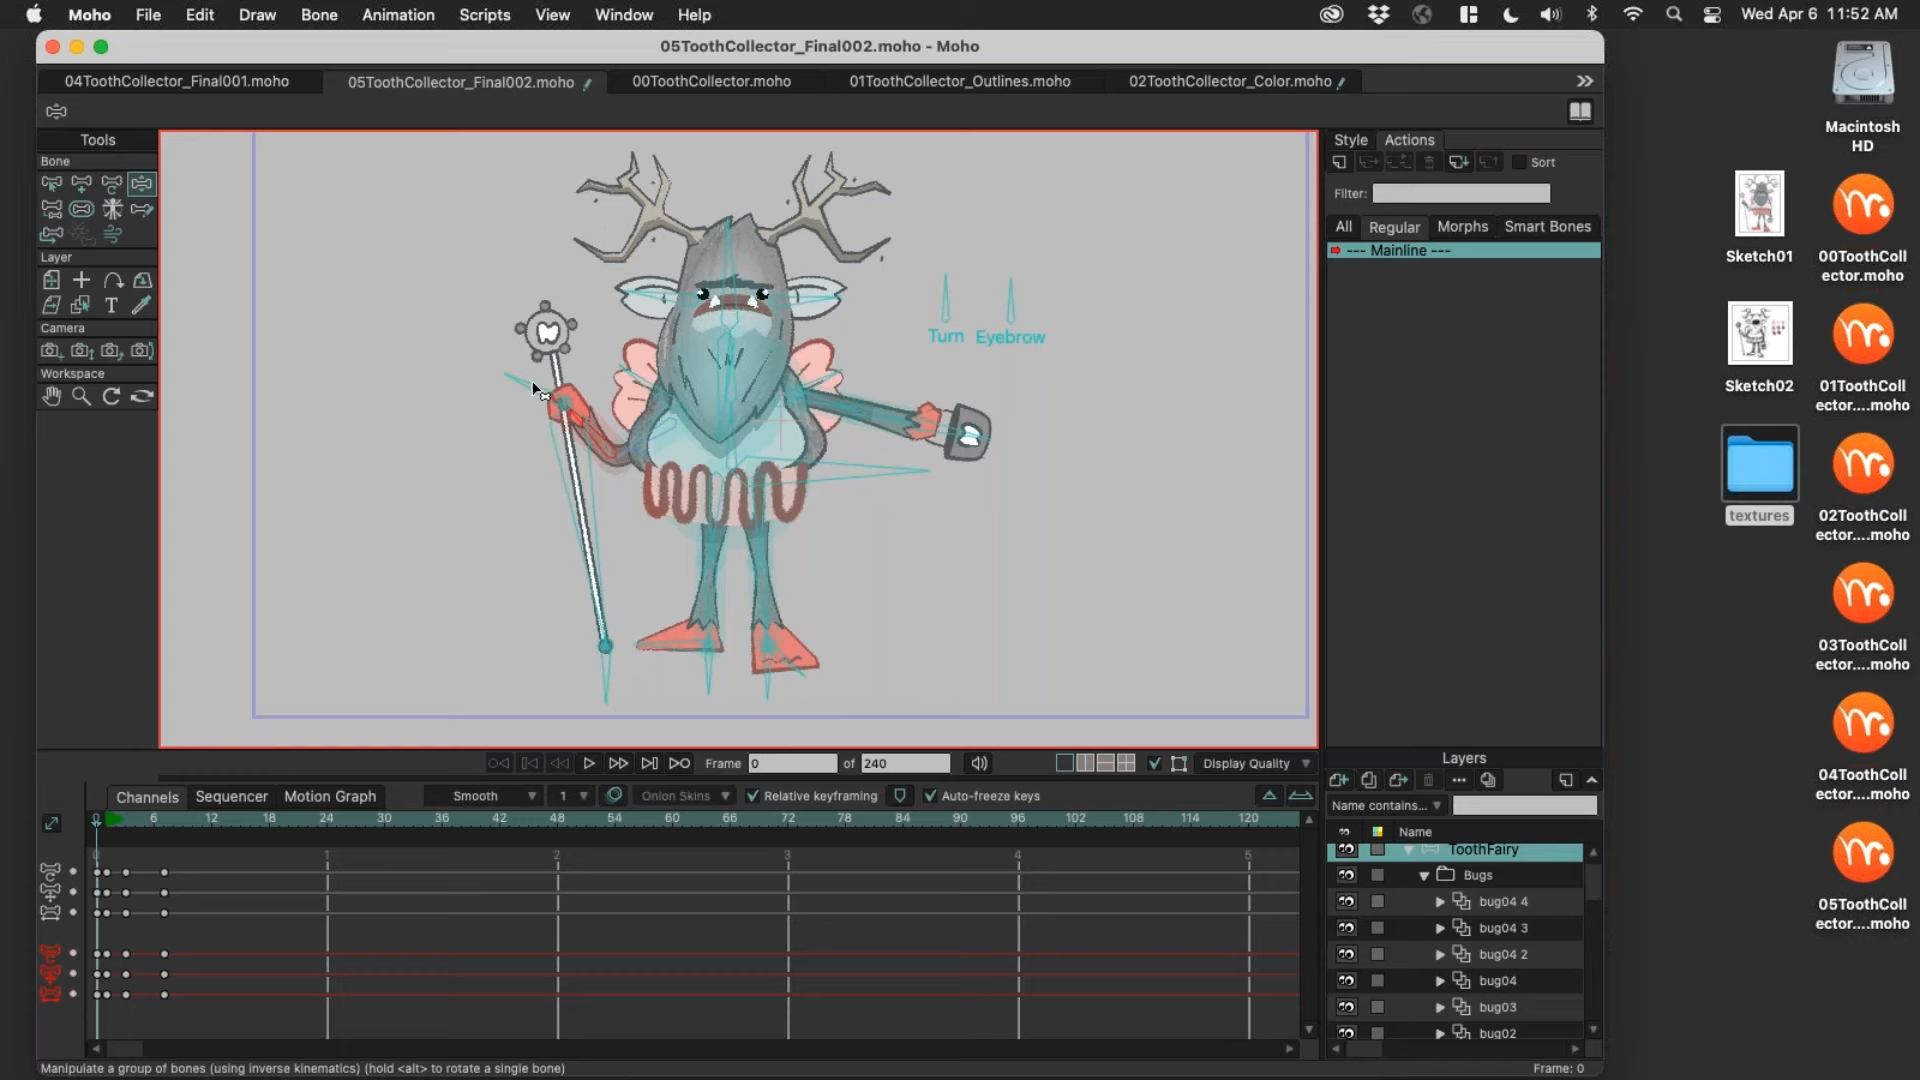 Moho File Edit Draw Bone Animation Scripts View Window Help Wed Apr 6 11:52 AM
05ToothCollector_Final002.moho - Moho
04ToothCollector_Final001.moho 05ToothCollector_Final002.moho 00ToothCollector.moho 01ToothCollector_Outlines.moho 02ToothCollector_Color.moho
Tools
Bone
Layer
Camera
Workspace
Turn Eyebrow
Style Actions
Sort
Filter:
All Regular Morphs Smart Bones
--- Mainline ---
Frame 0 of 240 Display Quality
Channels Sequencer Motion Graph Smooth 1 Onion Skins Relative keyframing Auto-freeze keys
0 6 12 18 24 30 36 42 48 54 60 66 72 78 84 90 96 102 108 114 120
0 1 2 3 4 5
Layers
Name contains...
Name
ToothFairy
Bugs
bug04 4
bug04 3
bug04 2
bug04
bug03
bug02
Manipulate a group of bones (using inverse kinematics) (hold <alt> to rotate a single bone) Frame: 0
Macintosh
HD
Sketch01
00ToothColl
ector.moho
Sketch02
01ToothColl
ector....moho
textures
02ToothColl
ector....moho
03ToothColl
ector....moho
04ToothColl
ector....moho
05ToothColl
ector....moho